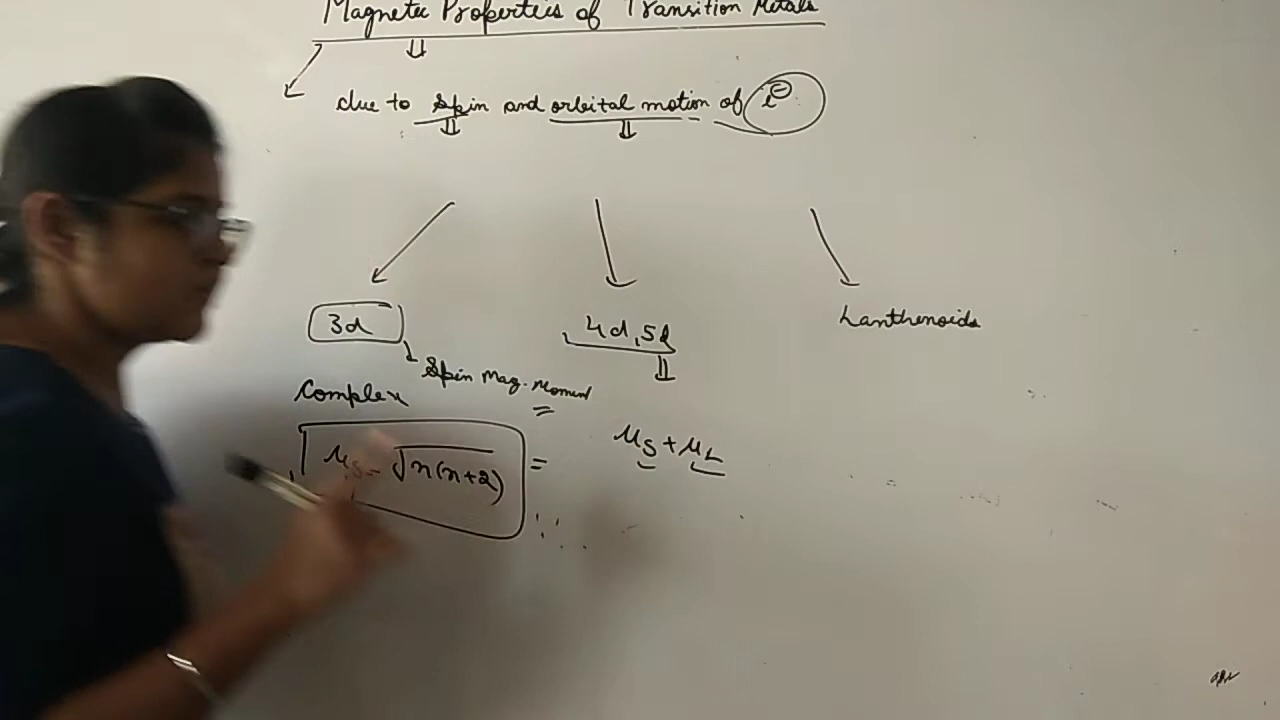 Magnetic Properties of Transition Metals
due to spin and orbital motion of e⊖
3d
4d, 5d
Lanthenoids
Spin Mag. Moment
Complex
μs = √n(n+2) =
μS + μL